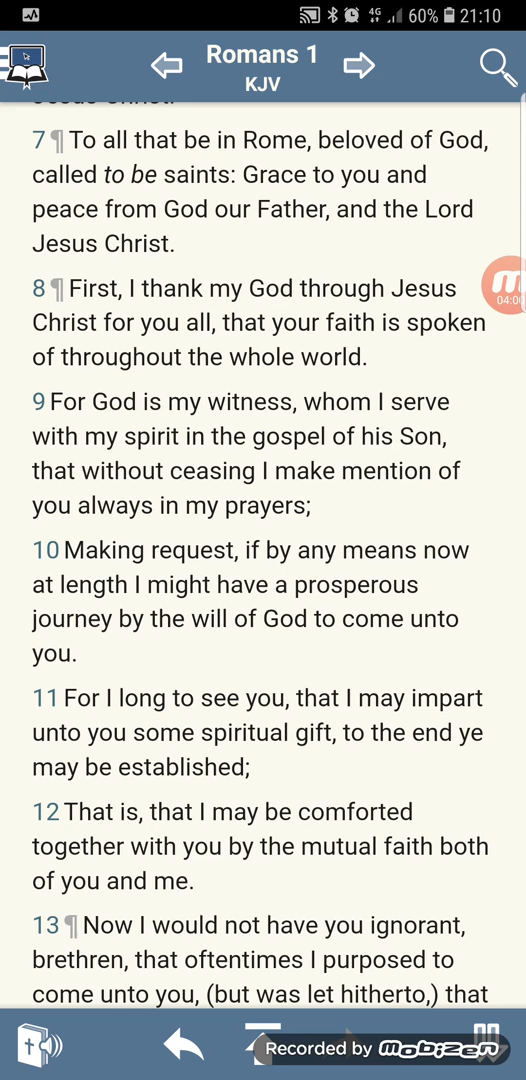 4G 60% 21:10
Romans 1
KJV
Jesus Christ.
7 ¶ To all that be in Rome, beloved of God,
called to be saints: Grace to you and
peace from God our Father, and the Lord
Jesus Christ.
8 ¶ First, I thank my God through Jesus
Christ for you all, that your faith is spoken
of throughout the whole world.
9 For God is my witness, whom I serve
with my spirit in the gospel of his Son,
that without ceasing I make mention of
you always in my prayers;
10 Making request, if by any means now
at length I might have a prosperous
journey by the will of God to come unto
you.
11 For I long to see you, that I may impart
unto you some spiritual gift, to the end ye
may be established;
12 That is, that I may be comforted
together with you by the mutual faith both
of you and me.
13 ¶ Now I would not have you ignorant,
brethren, that oftentimes I purposed to
come unto you, (but was let hitherto,) that
Recorded by mobizen